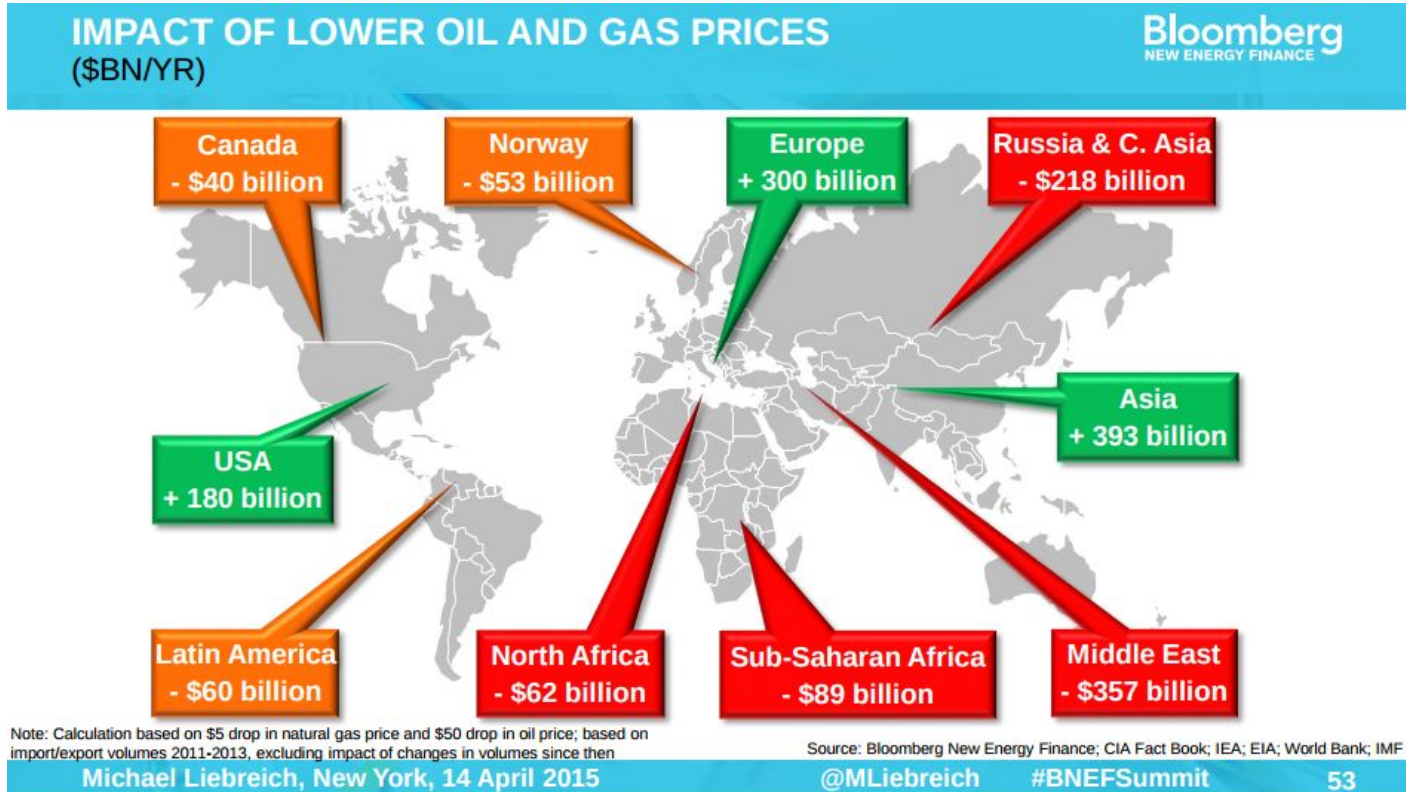 IMPACT OF LOWER OIL AND GAS PRICES
($BN/YR)
Bloomberg
NEW ENERGY FINANCE
Canada
- $40 billion
Norway
- $53 billion
Europe
+ 300 billion
Russia & C. Asia
- $218 billion
Asia
+ 393 billion
USA
+ 180 billion
Latin America
- $60 billion
North Africa
- $62 billion
Sub-Saharan Africa
- $89 billion
Middle East
- $357 billion
Note: Calculation based on $5 drop in natural gas price and $50 drop in oil price; based on
import/export volumes 2011-2013, excluding impact of changes in volumes since then
Source: Bloomberg New Energy Finance; CIA Fact Book; IEA; EIA; World Bank; IMF
Michael Liebreich, New York, 14 April 2015
@MLiebreich
#BNEFSummit
53